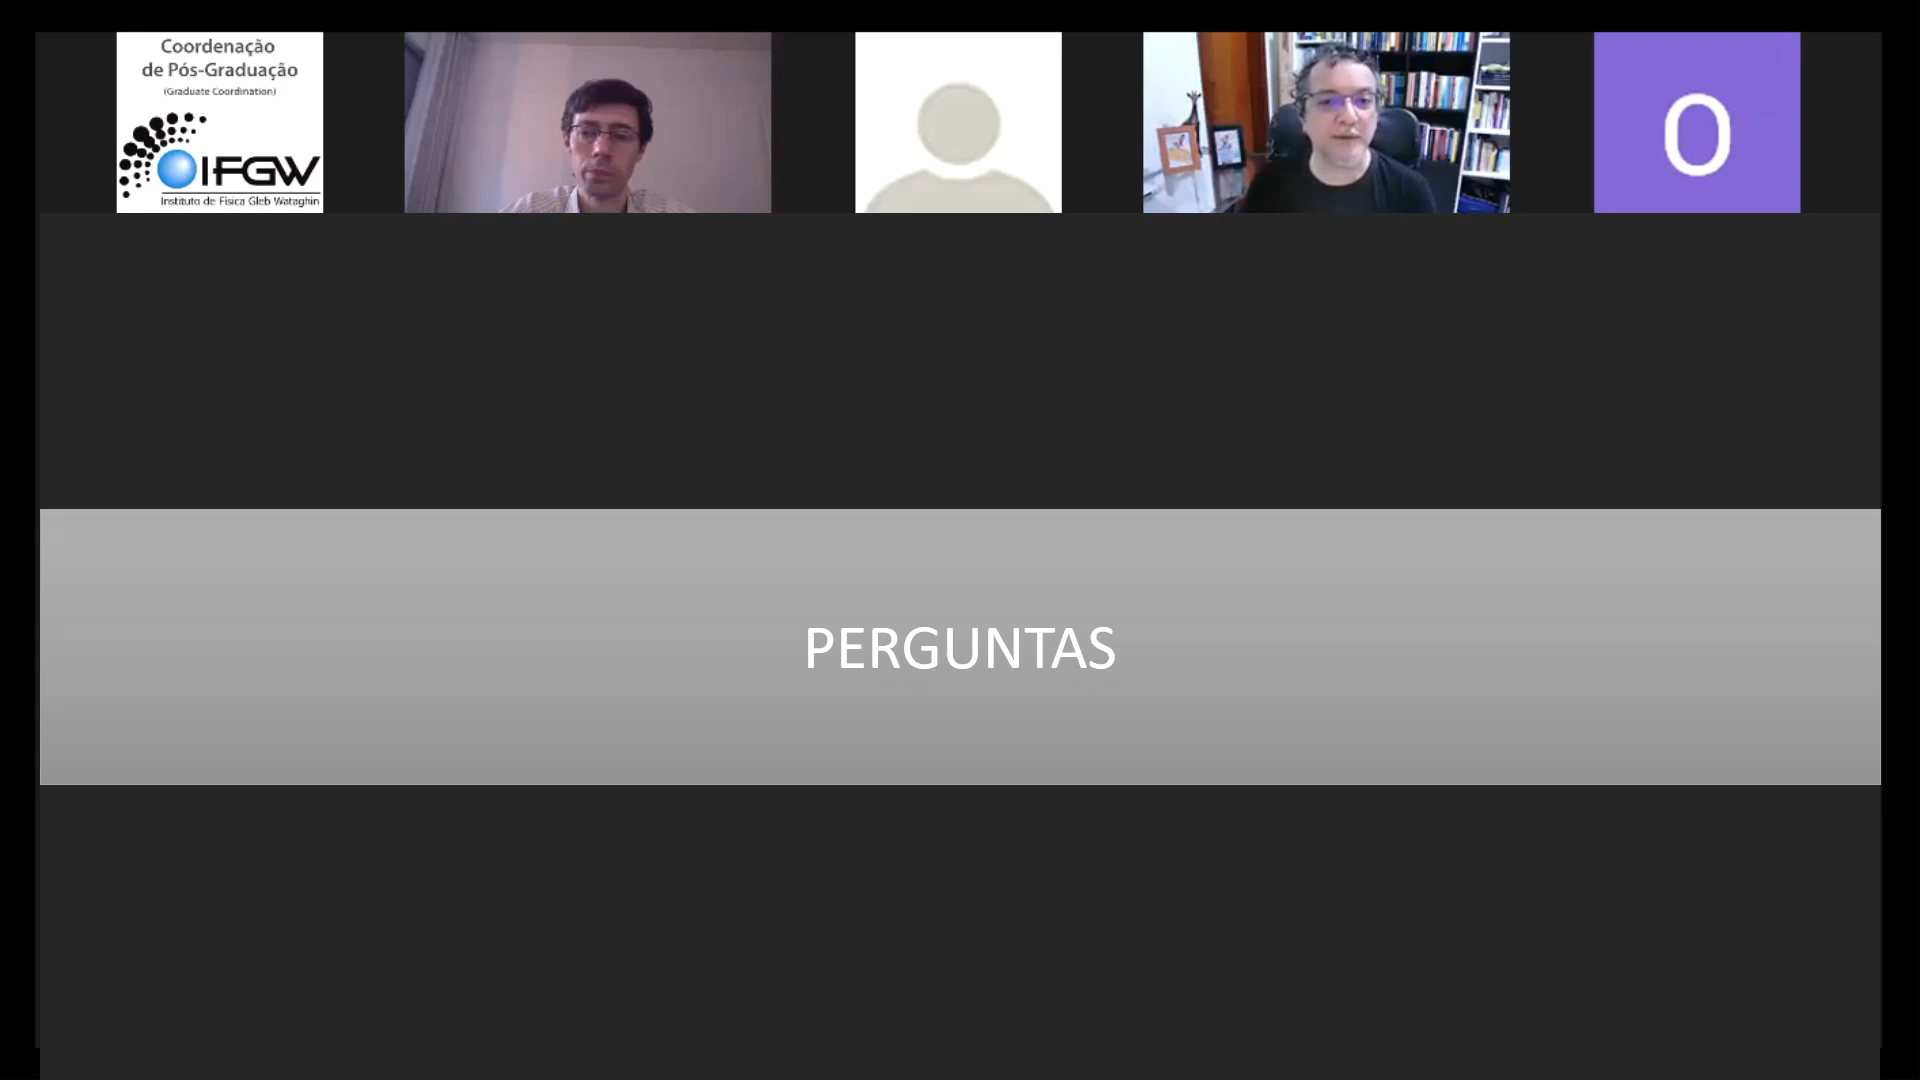 Coordenação
de Pós-Graduação
(Graduate Coordination)
IFGW
Instituto de Física Gleb Wataghin
O
PERGUNTAS